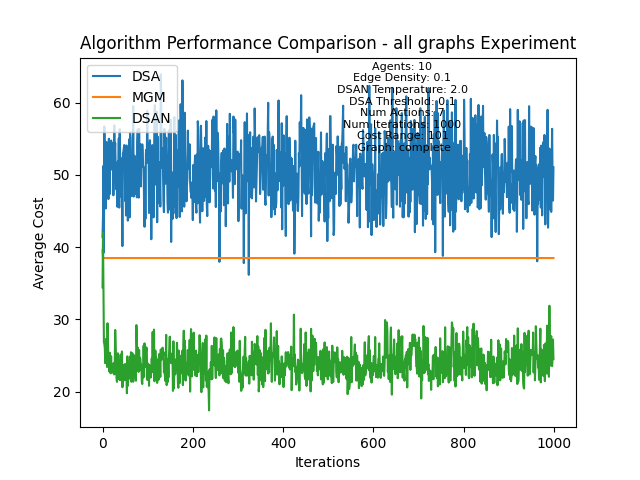 Algorithm Performance Comparison - all graphs Experiment
DSA
MGM
DSAN
Agents: 10
Edge Density: 0.1
DSAN Temperature: 2.0
DSA Threshold: 0.1
Num Actions: 7
Num iterations: 1000
Cost Range: 101
Graph: complete
Average Cost
60
50
40
30
20
0
200
400
600
800
1000
Iterations